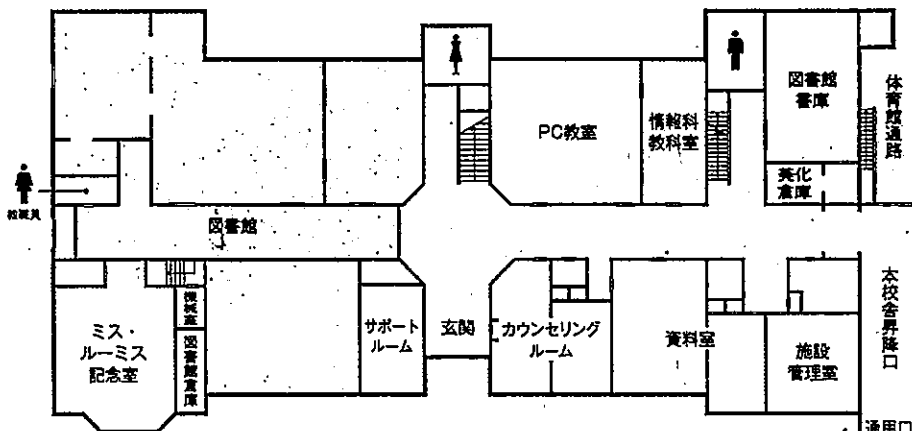 図書館
書庫
体育館通路
PC教室
情報科
教科室
美化
倉庫
教職員
図書館
本校舎昇降口
機械室
図書館倉庫
ミス・
ルーミス
記念室
サポート
ルーム
玄関
カウンセリング
ルーム
資料室
施設
管理室
通用口